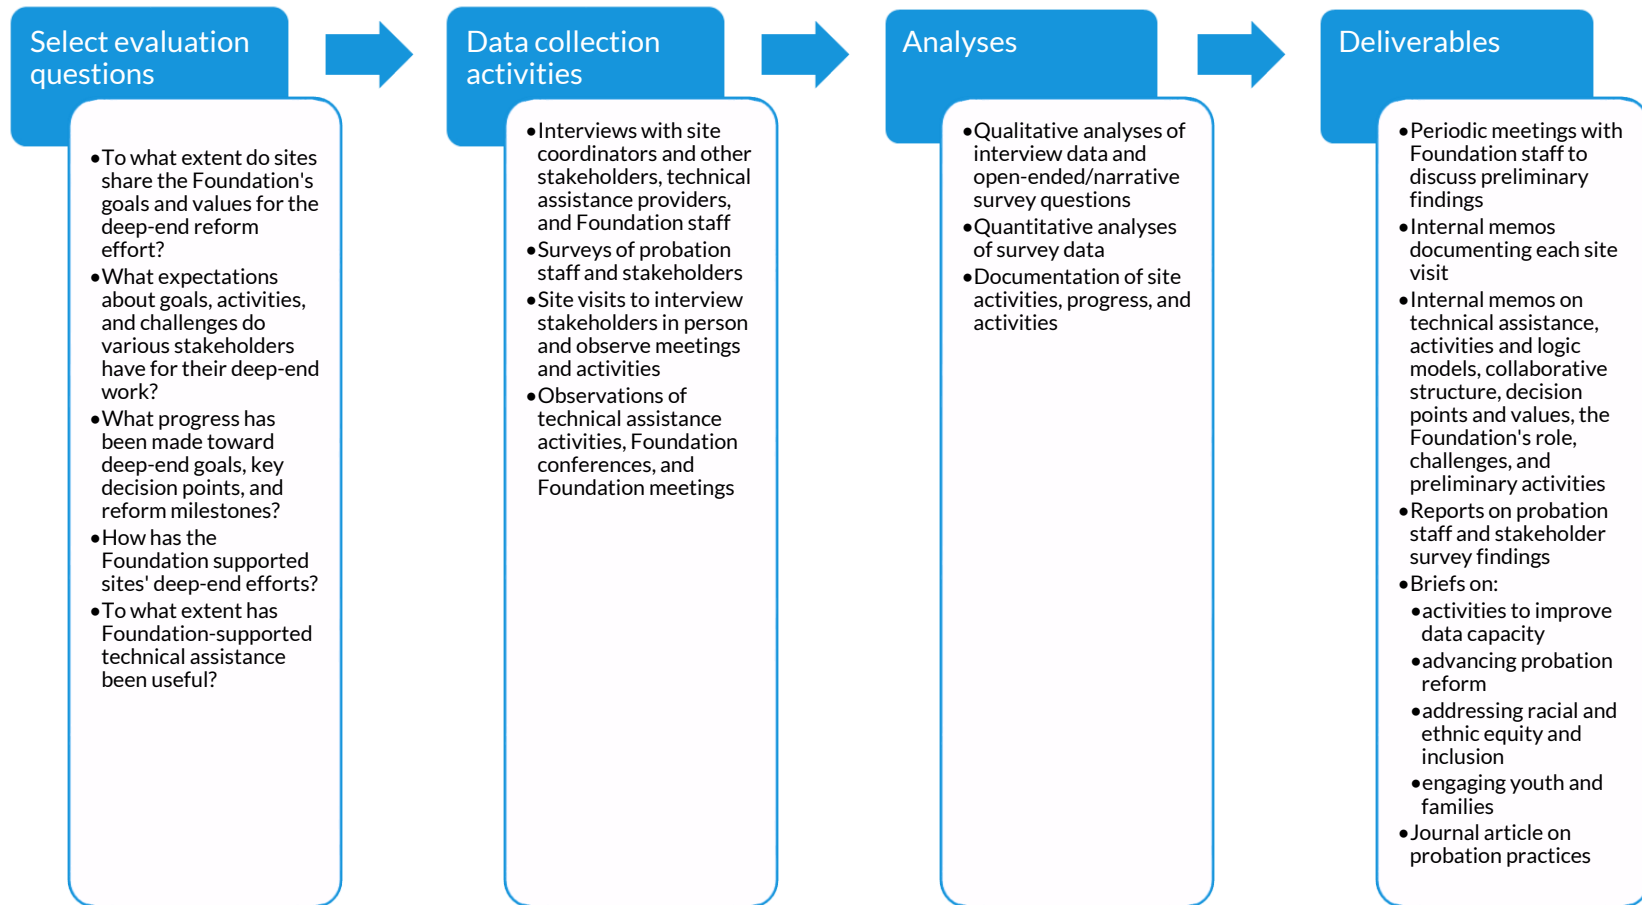 Select evaluation
questions
•To what extent do sites
share the Foundation's
goals and values for the
deep-end reform
effort?
•What expectations
about goals, activities,
and challenges do
various stakeholders
have for their deep-end
work?
•What progress has
been made toward
deep-end goals, key
decision points, and
reform milestones?
•How has the
Foundation supported
sites' deep-end efforts?
•To what extent has
Foundation-supported
technical assistance
been useful?
Data collection
activities
•Interviews with site
coordinators and other
stakeholders, technical
assistance providers,
and Foundation staff
•Surveys of probation
staff and stakeholders
•Site visits to interview
stakeholders in person
and observe meetings
and activities
•Observations of
technical assistance
activities, Foundation
conferences, and
Foundation meetings
Analyses
•Qualitative analyses of
interview data and
open-ended/narrative
survey questions
•Quantitative analyses
of survey data
•Documentation of site
activities, progress, and
activities
Deliverables
•Periodic meetings with
Foundation staff to
discuss preliminary
findings
•Internal memos
documenting each site
visit
•Internal memos on
technical assistance,
activities and logic
models, collaborative
structure, decision
points and values, the
Foundation's role,
challenges, and
preliminary activities
•Reports on probation
staff and stakeholder
survey findings
•Briefs on:
•activities to improve
data capacity
•advancing probation
reform
•addressing racial and
ethnic equity and
inclusion
•engaging youth and
families
•Journal article on
probation practices